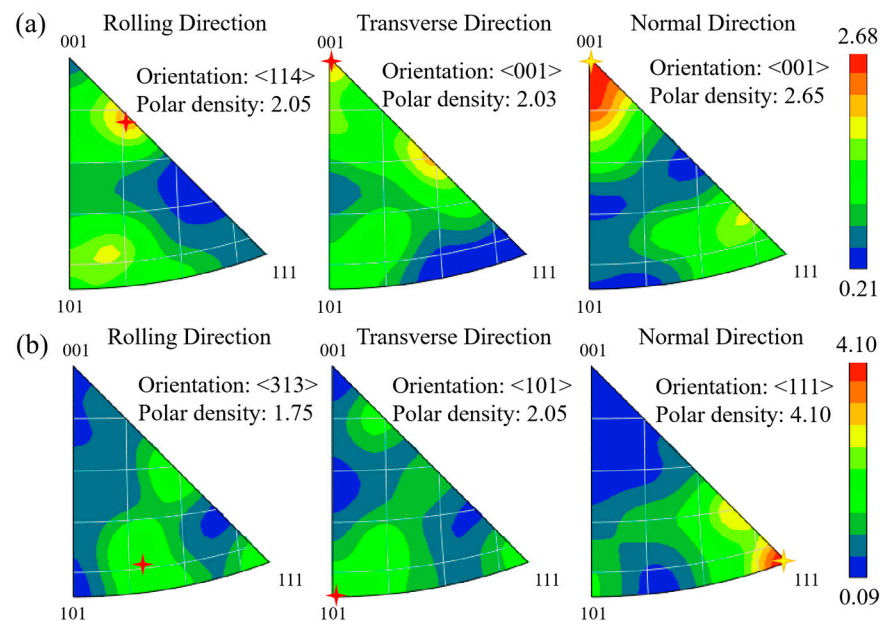 (a)
Rolling Direction
Transverse Direction
Normal Direction
2.68
001
001
001
Orientation: <114>
Polar density: 2.05
Orientation: <001>
Polar density: 2.03
Orientation: <001>
Polar density: 2.65
111
111
111
0.21
101
101
101
(b)
Rolling Direction
Transverse Direction
Normal Direction
4.10
001
001
001
Orientation: <313>
Polar density: 1.75
Orientation: <101>
Polar density: 2.05
Orientation: <111>
Polar density: 4.10
111
111
111
0.09
101
101
101